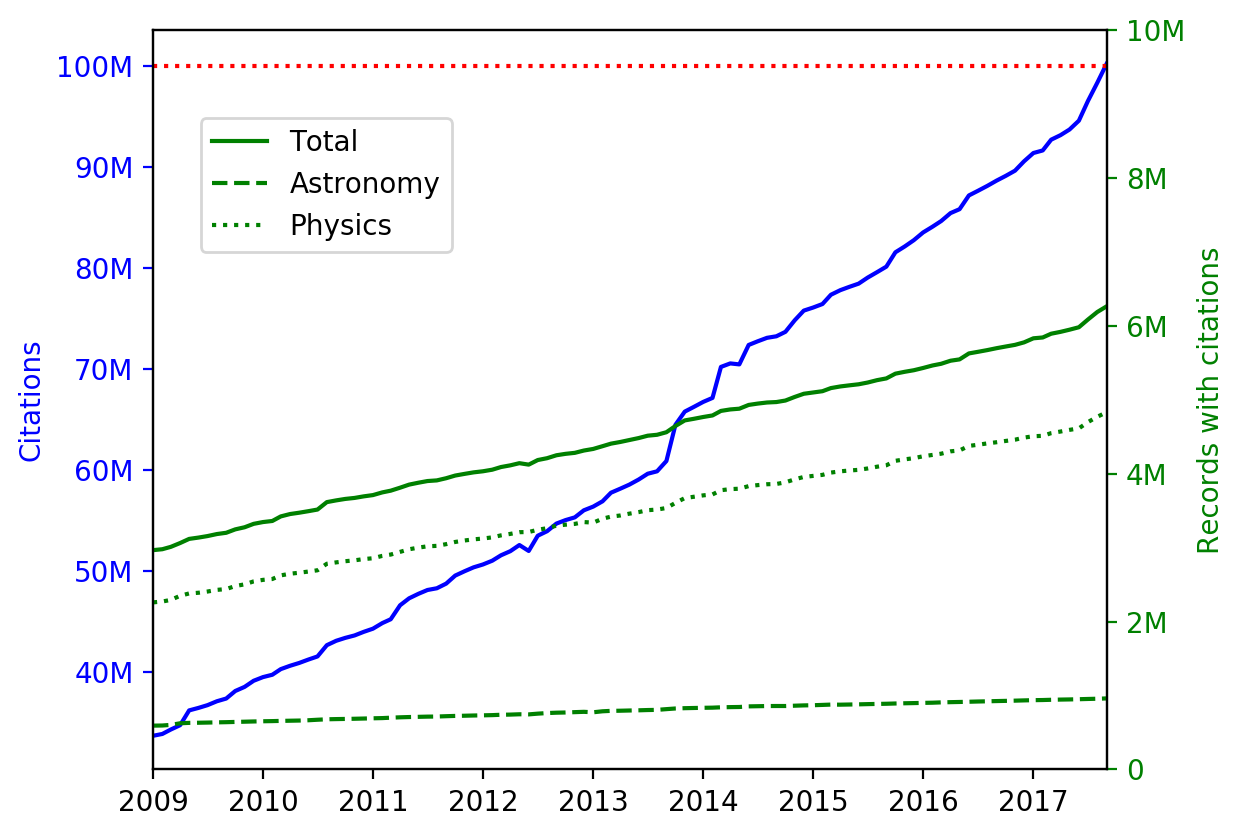 100M
90M
80M
70M
60M
50M
40M
Citations
Total
Astronomy
Physics
10M
8M
6M
4M
2M
0
Records with citations
2009 2010 2011 2012 2013 2014 2015 2016 2017